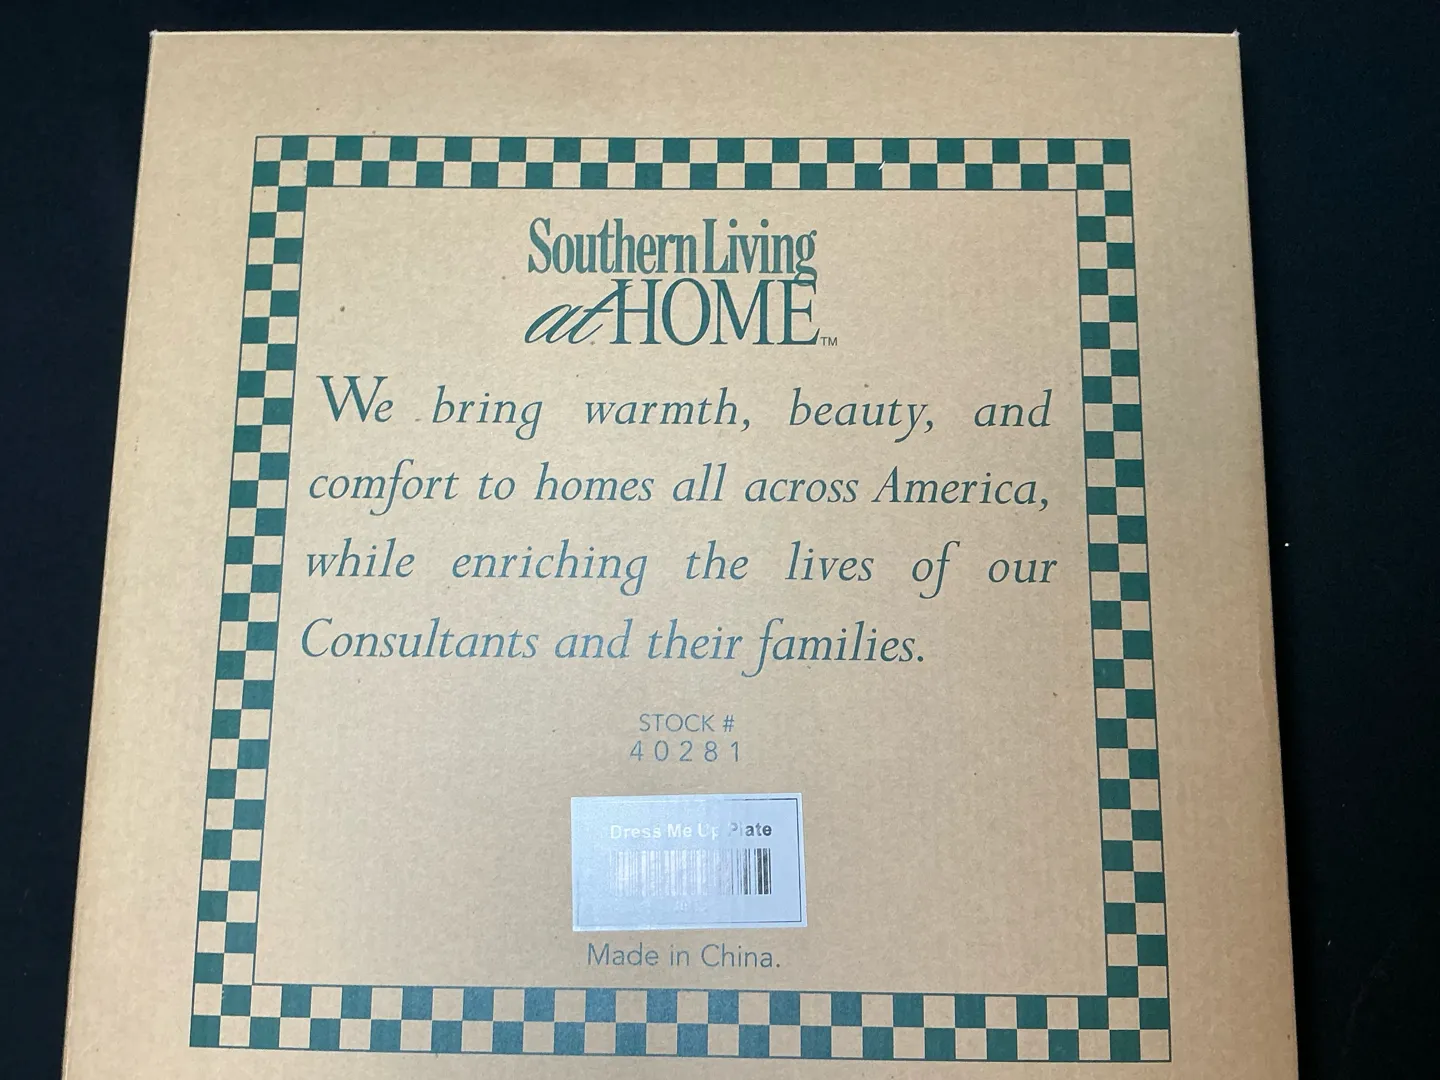 Southern Living
at HOME™
We bring warmth, beauty, and
comfort to homes all across America,
while enriching the lives of our
Consultants and their families.
STOCK #
40281
Dress Me Up Plate
Made in China.